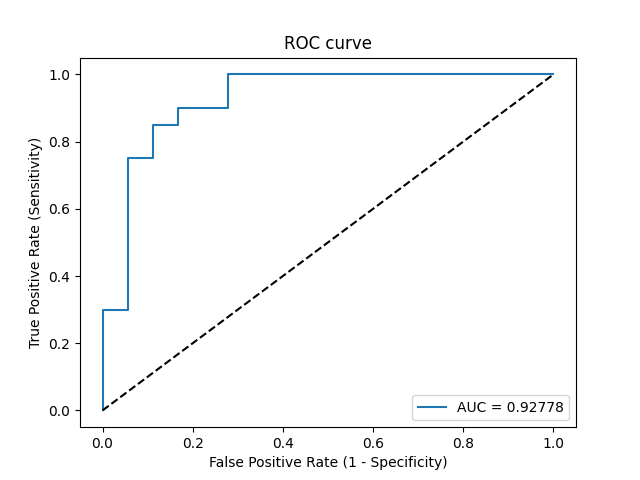 ROC curve
True Positive Rate (Sensitivity)
1.0
0.8
0.6
0.4
0.2
0.0
AUC = 0.92778
0.0 0.2 0.4 0.6 0.8 1.0
False Positive Rate (1 - Specificity)